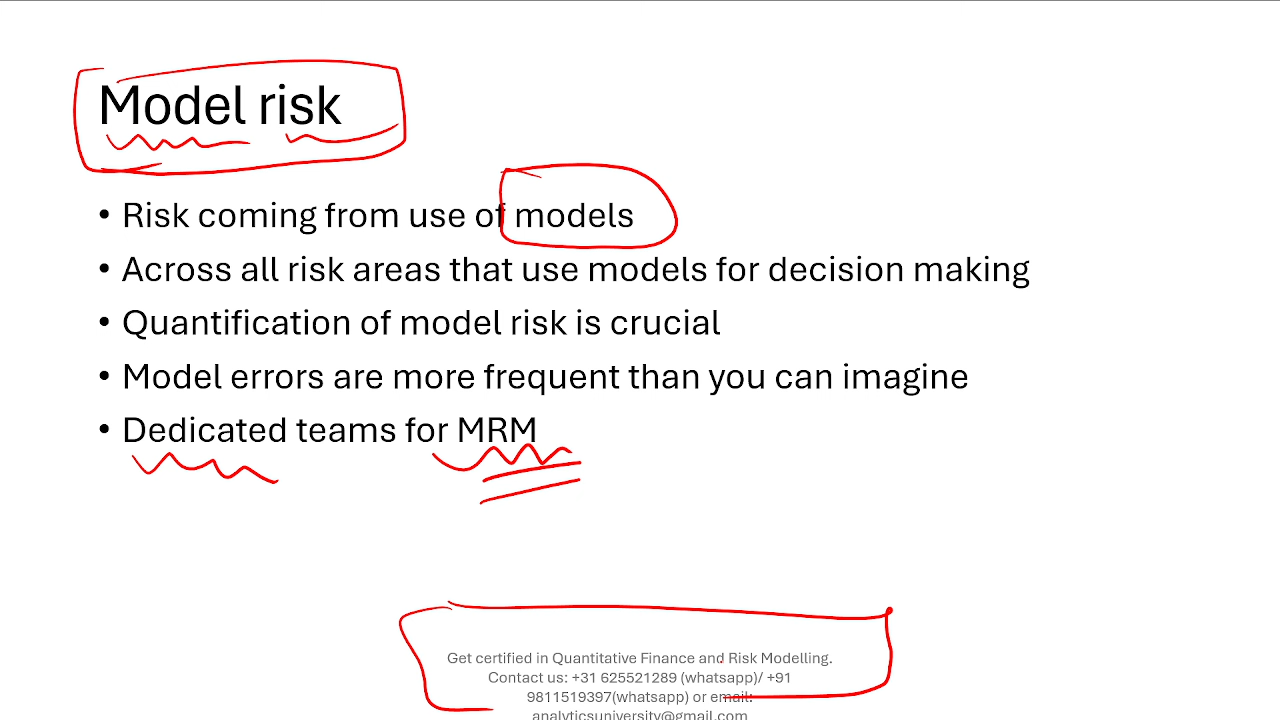 Model risk
• Risk coming from use of models
• Across all risk areas that use models for decision making
• Quantification of model risk is crucial
• Model errors are more frequent than you can imagine
• Dedicated teams for MRM
Get certified in Quantitative Finance and Risk Modelling.
Contact us: +31 625521289 (whatsapp)/ +91
9811519397(whatsapp) or email:
analyticsuniversity@gmail.com